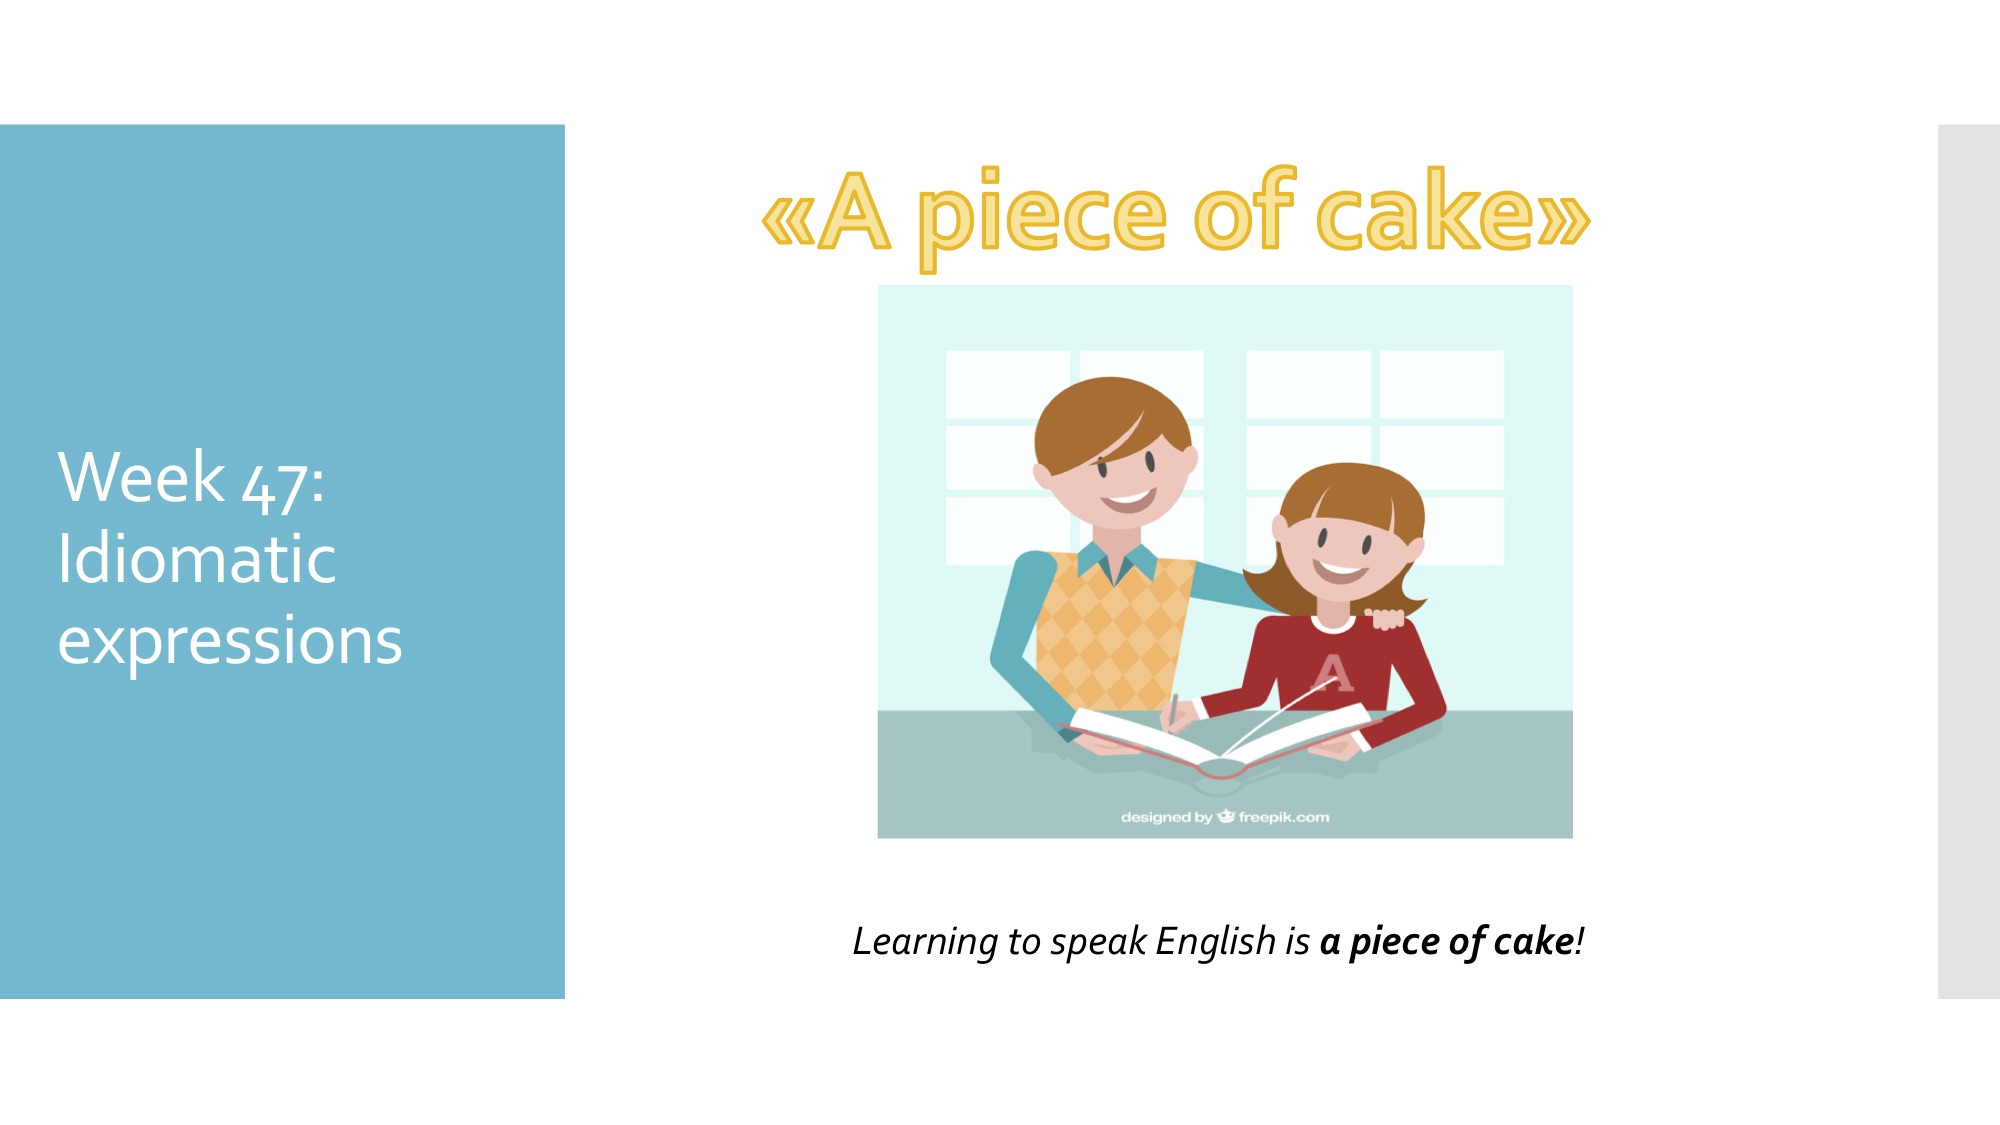 Week 47:
Idiomatic
expressions
«A piece of cake»
A
designed by freepik.com
Learning to speak English is a piece of cake!